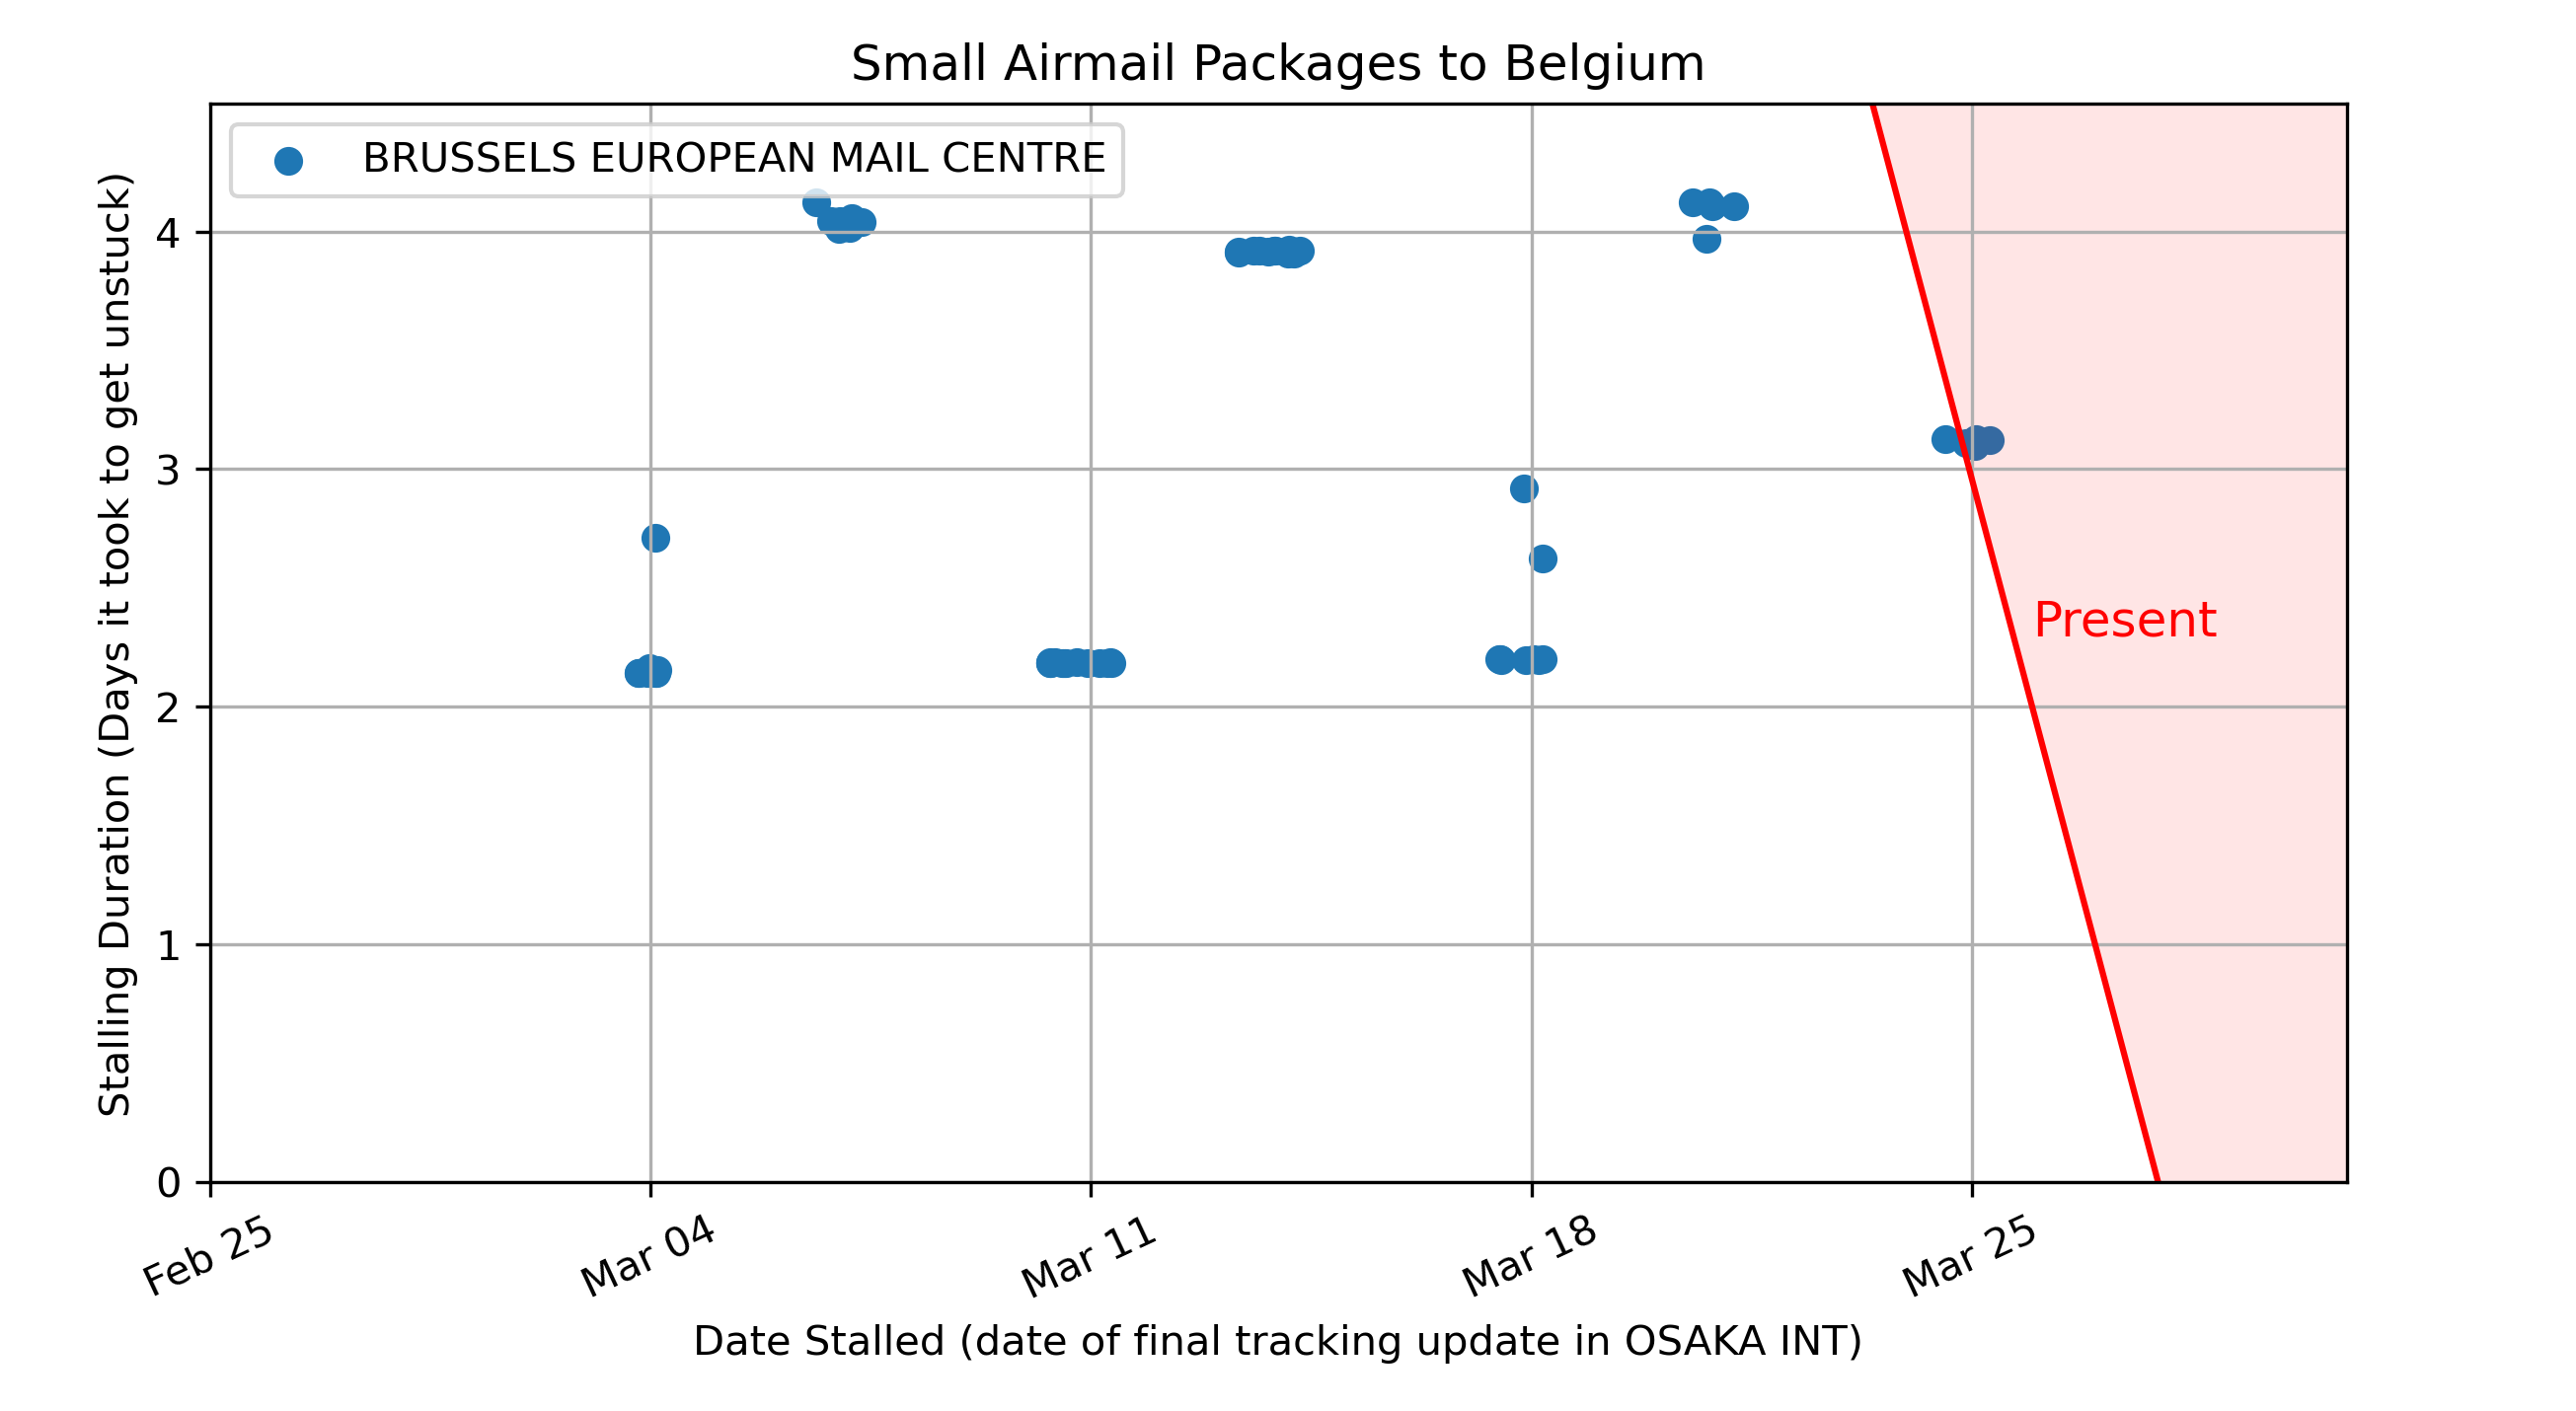 Small Airmail Packages to Belgium
BRUSSELS EUROPEAN MAIL CENTRE
Stalling Duration (Days it took to get unstuck)
4
3
2
1
0
Present
Feb 25
Mar 04
Mar 11
Mar 18
Mar 25
Date Stalled (date of final tracking update in OSAKA INT)